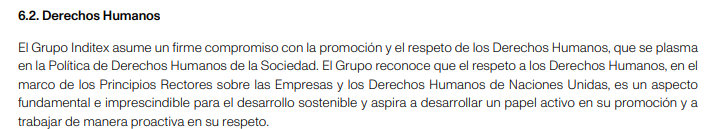 6.2. Derechos Humanos
El Grupo Inditex asume un firme compromiso con la promoción y el respeto de los Derechos Humanos, que se plasma
en la Política de Derechos Humanos de la Sociedad. El Grupo reconoce que el respeto a los Derechos Humanos, en el
marco de los Principios Rectores sobre las Empresas y los Derechos Humanos de Naciones Unidas, es un aspecto
fundamental e imprescindible para el desarrollo sostenible y aspira a desarrollar un papel activo en su promoción y a
trabajar de manera proactiva en su respeto.